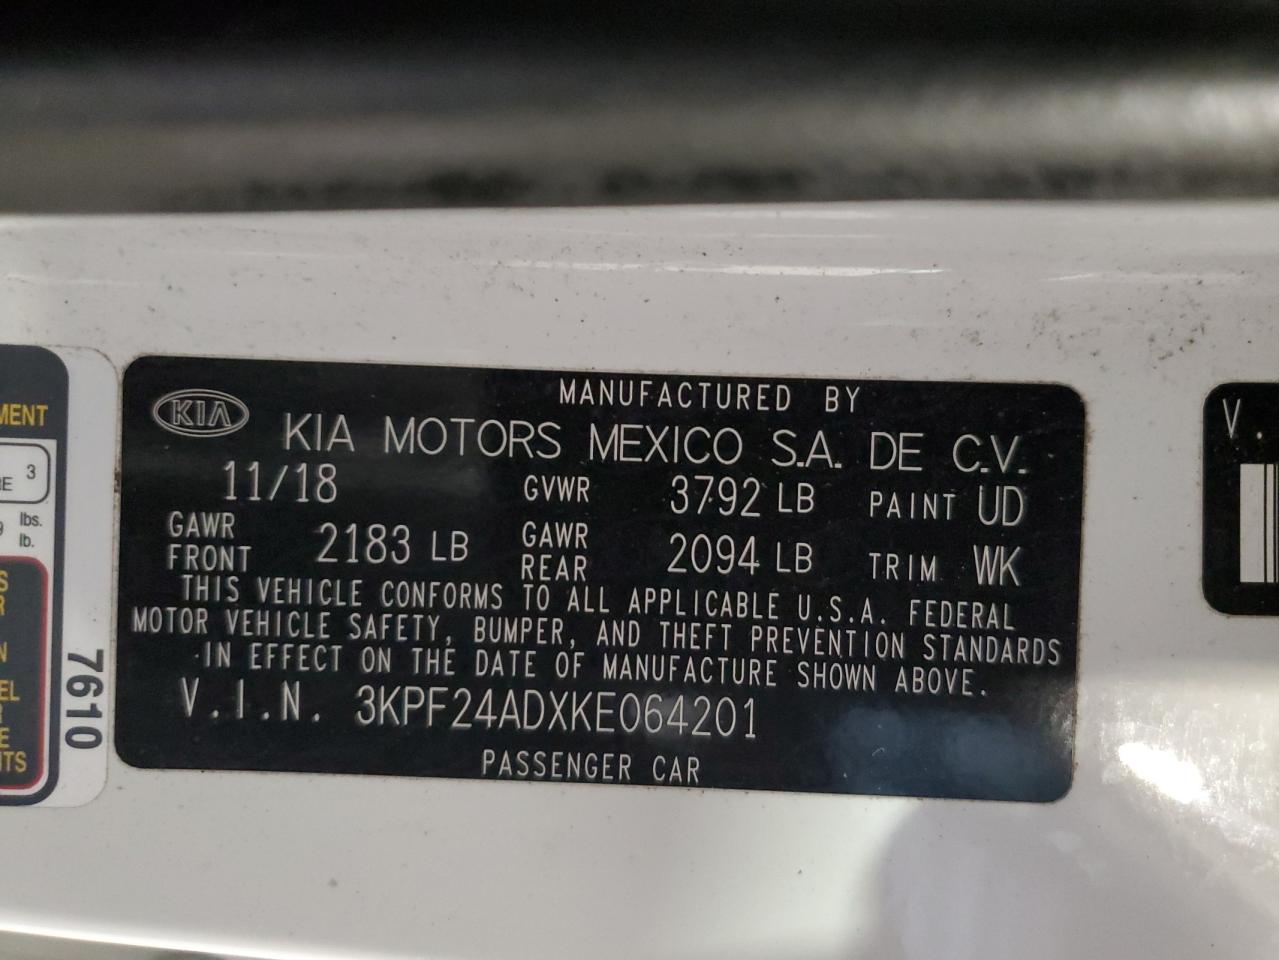 MANUFACTURED BY
KIA
KIA MOTORS MEXICO S.A. DE C.V.
11/18 GVWR 3792 LB PAINT UD
GAWR FRONT 2183 LB GAWR REAR 2094 LB TRIM WK
THIS VEHICLE CONFORMS TO ALL APPLICABLE U.S.A. FEDERAL
MOTOR VEHICLE SAFETY, BUMPER, AND THEFT PREVENTION STANDARDS
IN EFFECT ON THE DATE OF MANUFACTURE SHOWN ABOVE.
V.I.N. 3KPF24ADXKE064201
PASSENGER CAR
3
lbs.
lb.
7610
V.